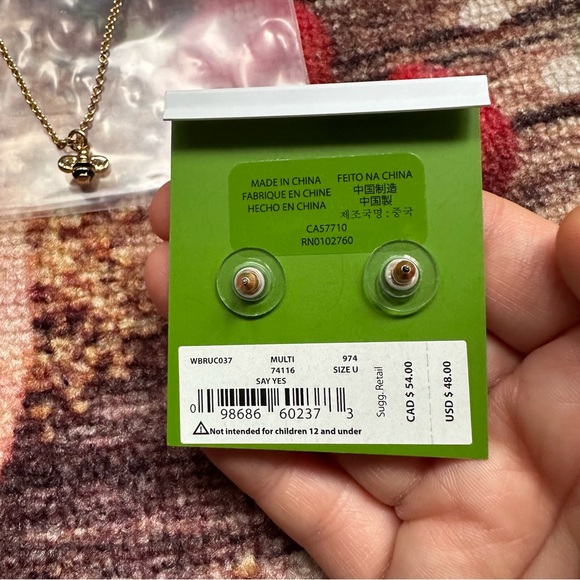 MADE IN CHINA
FABRIQUE EN CHINE
HECHO EN CHINA
FEITO NA CHINA
中国制造
中国製
제조국명 : 중국
CA57710
RN0102760
WBRUC037 MULTI 974
74116 SIZE U
SAY YES
0 98686 60237 3
⚠Not intended for children 12 and under
Sugg. Retail
CAD $ 54.00
USD $ 48.00